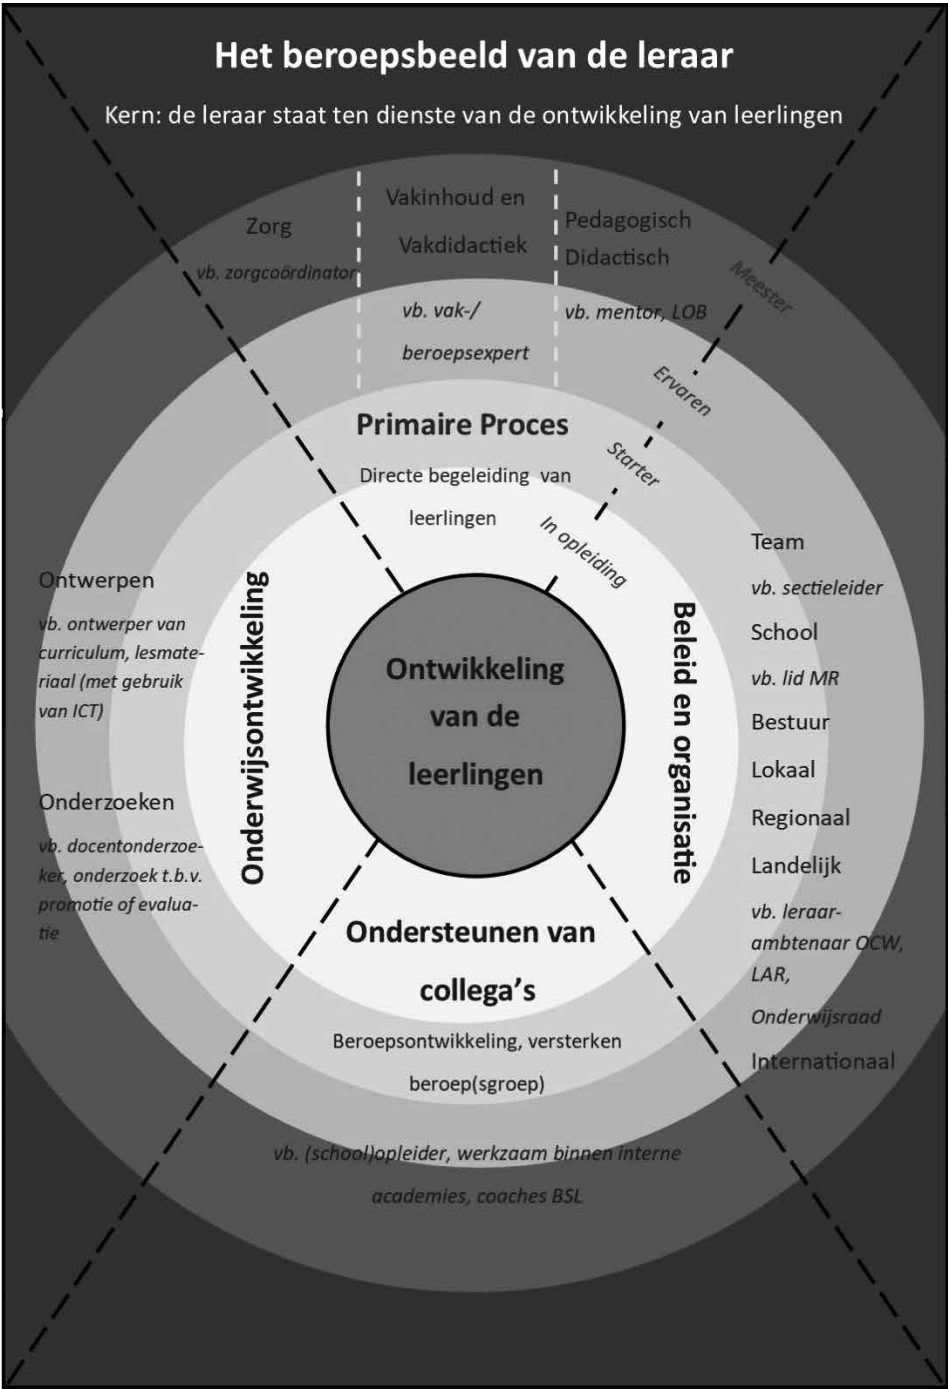 Het beroepsbeeld van de leraar
Kern: de leraar staat ten dienste van de ontwikkeling van leerlingen
Zorg
vb. zorgcoördinator
Vakinhoud en
Vakdidactiek
vb. vak-/
beroepsexpert
Pedagogisch
Didactisch
vb. mentor, LOB
Meester
Ervaren
Starter
In opleiding
Primaire Proces
Directe begeleiding van
leerlingen
Ontwerpen
vb. ontwerper van
curriculum, lesmate-
riaal (met gebruik
van ICT)
Onderzoeken
vb. docentonderzoe-
ker, onderzoek t.b.v.
promotie of evalua-
tie
Onderwijsontwikkeling
Ontwikkeling
van de
leerlingen
Beleid en organisatie
Team
vb. sectieleider
School
vb. lid MR
Bestuur
Lokaal
Regionaal
Landelijk
vb. leraar-
ambtenaar OCW,
LAR,
Onderwijsraad
Internationaal
Ondersteunen van
collega's
Beroepsontwikkeling, versterken
beroep(sgroep)
vb. (school)opleider, werkzaam binnen interne
academies, coaches BSL